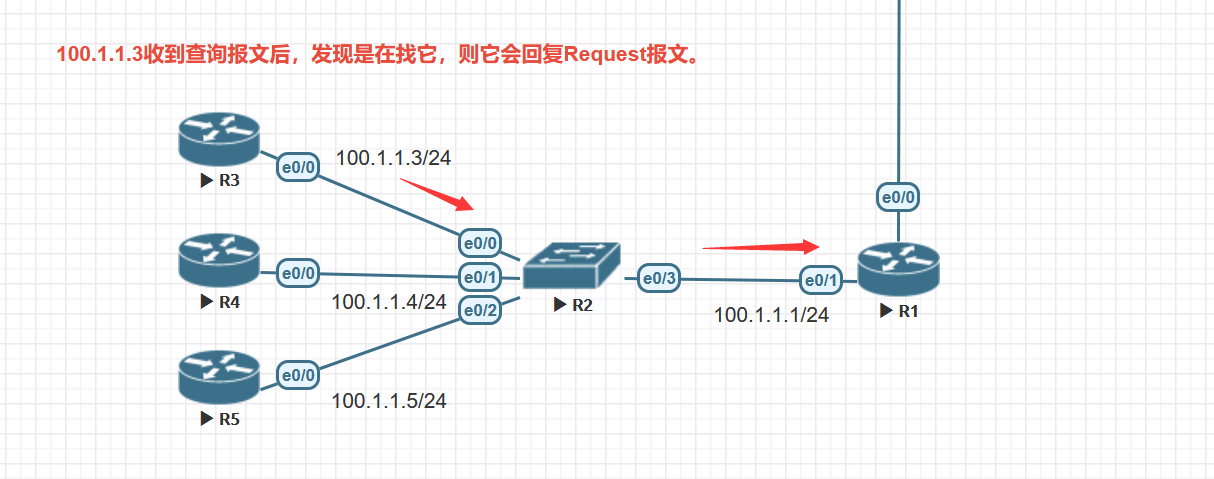 100.1.1.3收到查询报文后，发现是在找它，则它会回复Request报文。
e0/0
100.1.1.3/24
R3
e0/0
e0/0
R4
e0/0
100.1.1.4/24
e0/1
e0/2
R2
e0/3
e0/1
100.1.1.1/24
R1
R5
e0/0
100.1.1.5/24